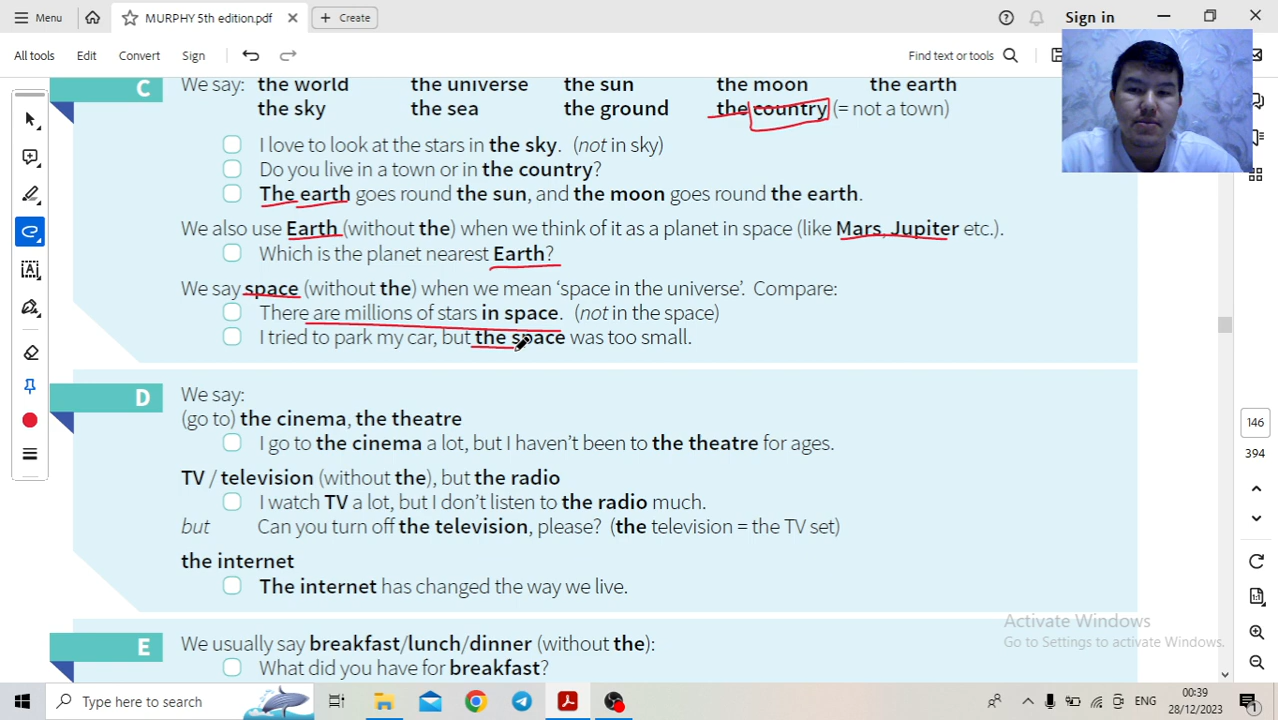 Menu
MURPHY 5th edition.pdf
Create
Sign in
All tools
Edit
Convert
Sign
Find text or tools
C
We say: the world the universe the sun the moon the earth
the sky the sea the ground the country (= not a town)
I love to look at the stars in the sky. (not in sky)
Do you live in a town or in the country?
The earth goes round the sun, and the moon goes round the earth.
We also use Earth (without the) when we think of it as a planet in space (like Mars, Jupiter etc.).
Which is the planet nearest Earth?
We say space (without the) when we mean ‘space in the universe’. Compare:
There are millions of stars in space. (not in the space)
I tried to park my car, but the space was too small.
D
We say:
(go to) the cinema, the theatre
I go to the cinema a lot, but I haven’t been to the theatre for ages.
TV / television (without the), but the radio
I watch TV a lot, but I don’t listen to the radio much.
but Can you turn off the television, please? (the television = the TV set)
the internet
The internet has changed the way we live.
E
We usually say breakfast/lunch/dinner (without the):
What did you have for breakfast?
146
394
Activate Windows
Go to Settings to activate Windows.
Type here to search
ENG
00:39
28/12/2023